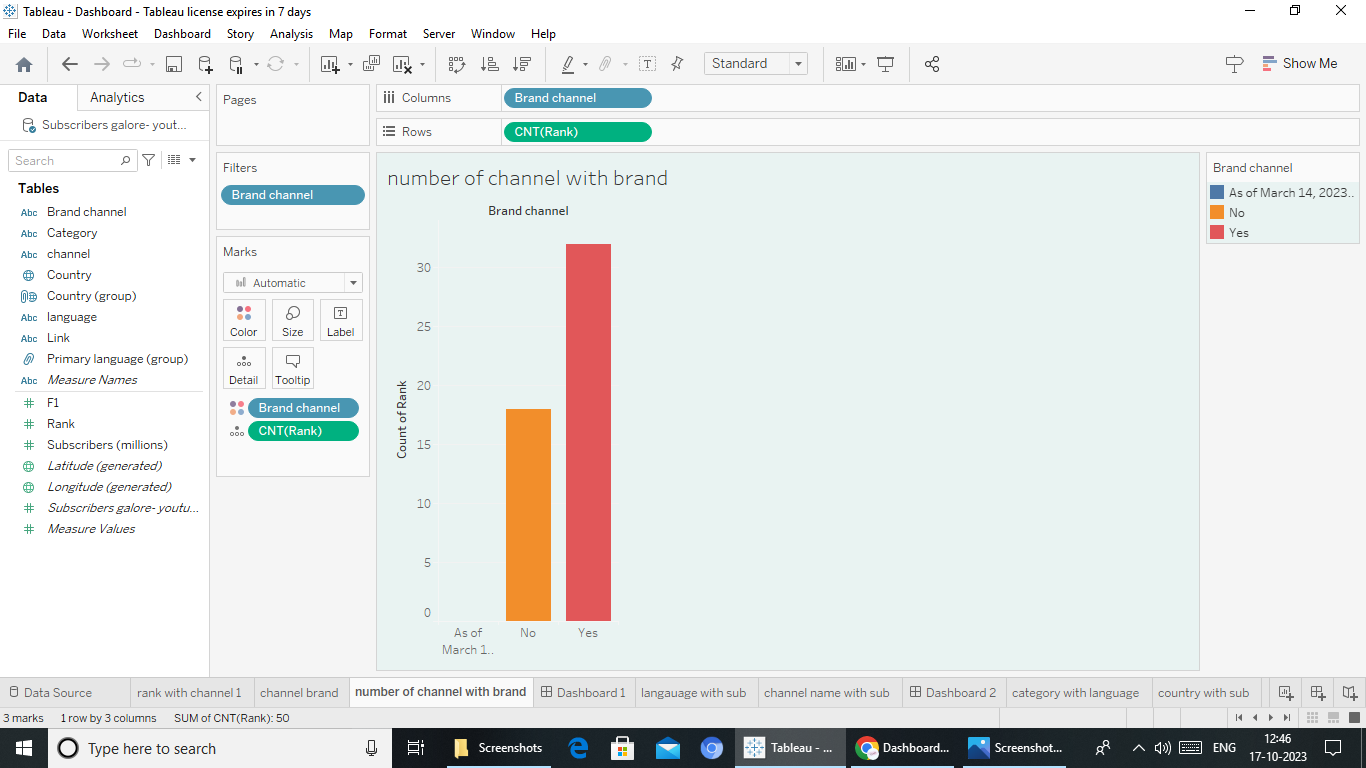 Tableau - Dashboard - Tableau license expires in 7 days
File Data Worksheet Dashboard Story Analysis Map Format Server Window Help
Standard
Show Me
Data Analytics
Subscribers galore- yout...
Search
Tables
Abc Brand channel
Abc Category
Abc channel
Country
Country (group)
Abc language
Abc Link
Primary language (group)
Abc Measure Names
F1
Rank
Subscribers (millions)
Latitude (generated)
Longitude (generated)
Subscribers galore- youtu...
Measure Values
Pages
Filters
Brand channel
Marks
Automatic
Color Size Label
Detail Tooltip
Brand channel
CNT(Rank)
Columns Brand channel
Rows CNT(Rank)
number of channel with brand
Brand channel
Count of Rank
30
25
20
15
10
5
0
As of No Yes
March 1..
Brand channel
As of March 14, 2023..
No
Yes
Data Source rank with channel 1 channel brand number of channel with brand Dashboard 1 langauage with sub channel name with sub Dashboard 2 category with language country with sub
3 marks 1 row by 3 columns SUM of CNT(Rank): 50
Type here to search Screenshots Tableau - ... Dashboard... Screenshot... ENG 12:46
17-10-2023